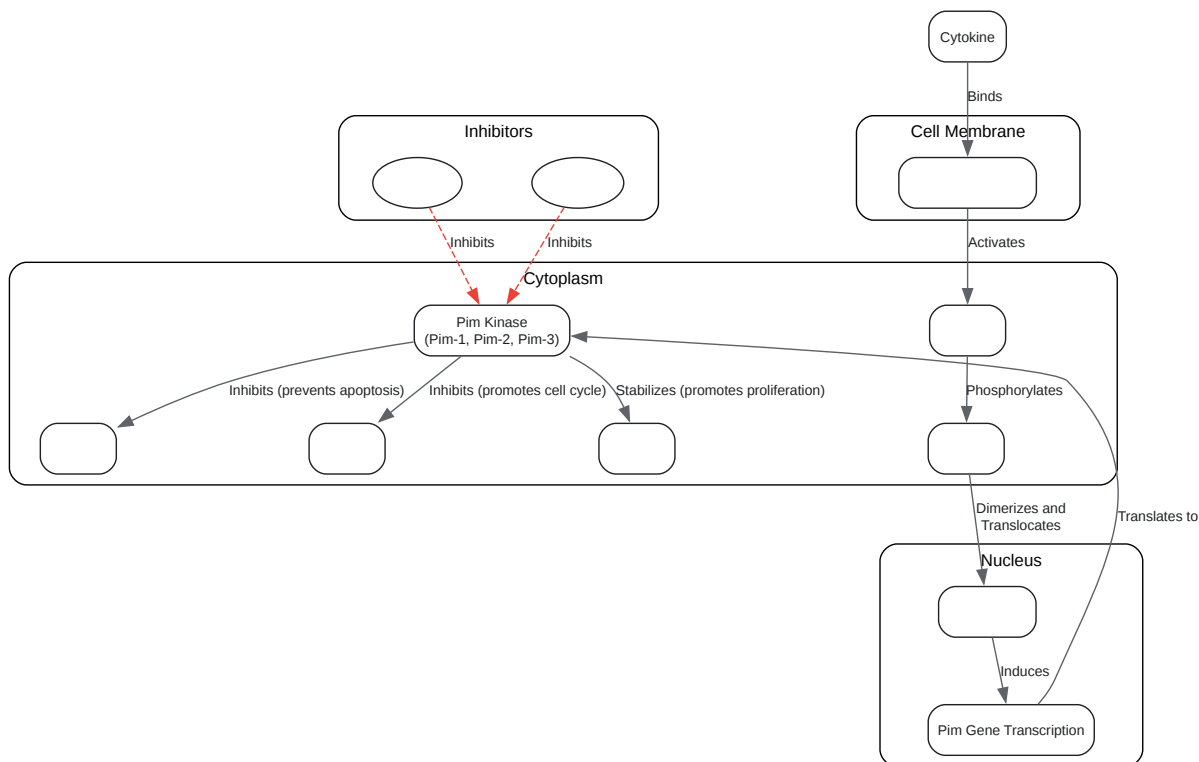 Cytokine
Binds
Inhibitors
Cell Membrane
Inhibits
Inhibits
Activates
Cytoplasm
Pim Kinase
(Pim-1, Pim-2, Pim-3)
Inhibits (prevents apoptosis)
Inhibits (promotes cell cycle)
Stabilizes (promotes proliferation)
Phosphorylates
Dimerizes and
Translocates
Translates to
Nucleus
Induces
Pim Gene Transcription